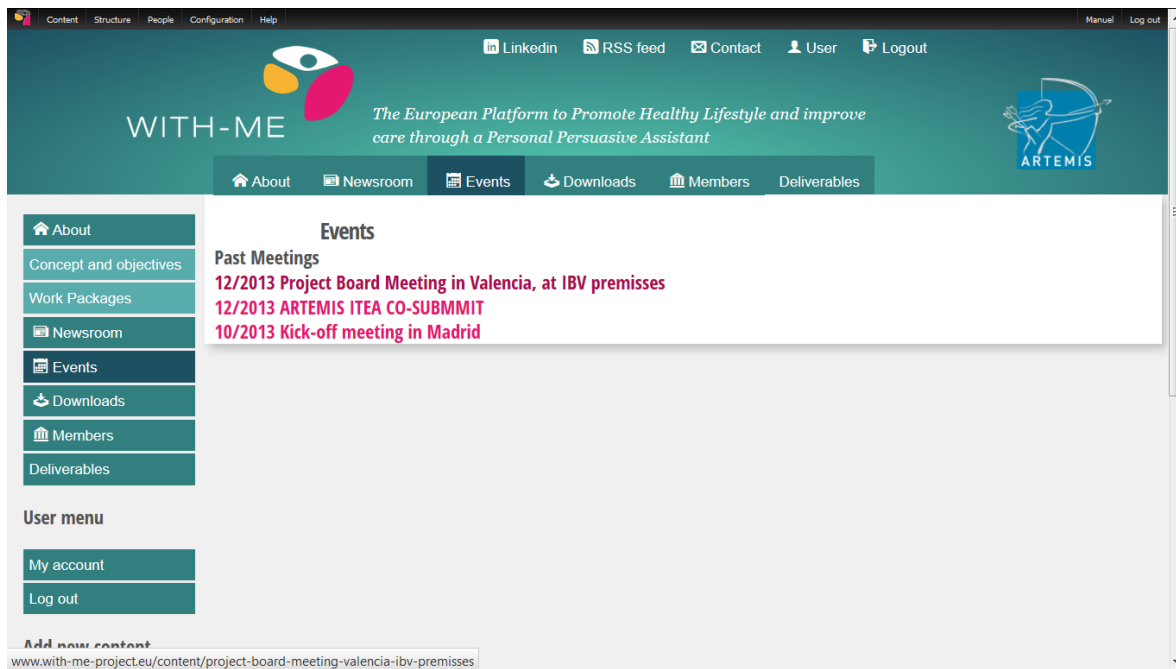 Content Structure People Configuration Help Manuel Log out
in Linkedin RSS feed Contact User Logout
WITH-ME
The European Platform to Promote Healthy Lifestyle and improve
care through a Personal Persuasive Assistant
ARTEMIS
About Newsroom Events Downloads Members Deliverables
About
Concept and objectives
Work Packages
Newsroom
Events
Downloads
Members
Deliverables
User menu
My account
Log out
Add new content
Events
Past Meetings
12/2013 Project Board Meeting in Valencia, at IBV premisses
12/2013 ARTEMIS ITEA CO-SUBMMIT
10/2013 Kick-off meeting in Madrid
www.with-me-project.eu/content/project-board-meeting-valencia-ibv-premisses